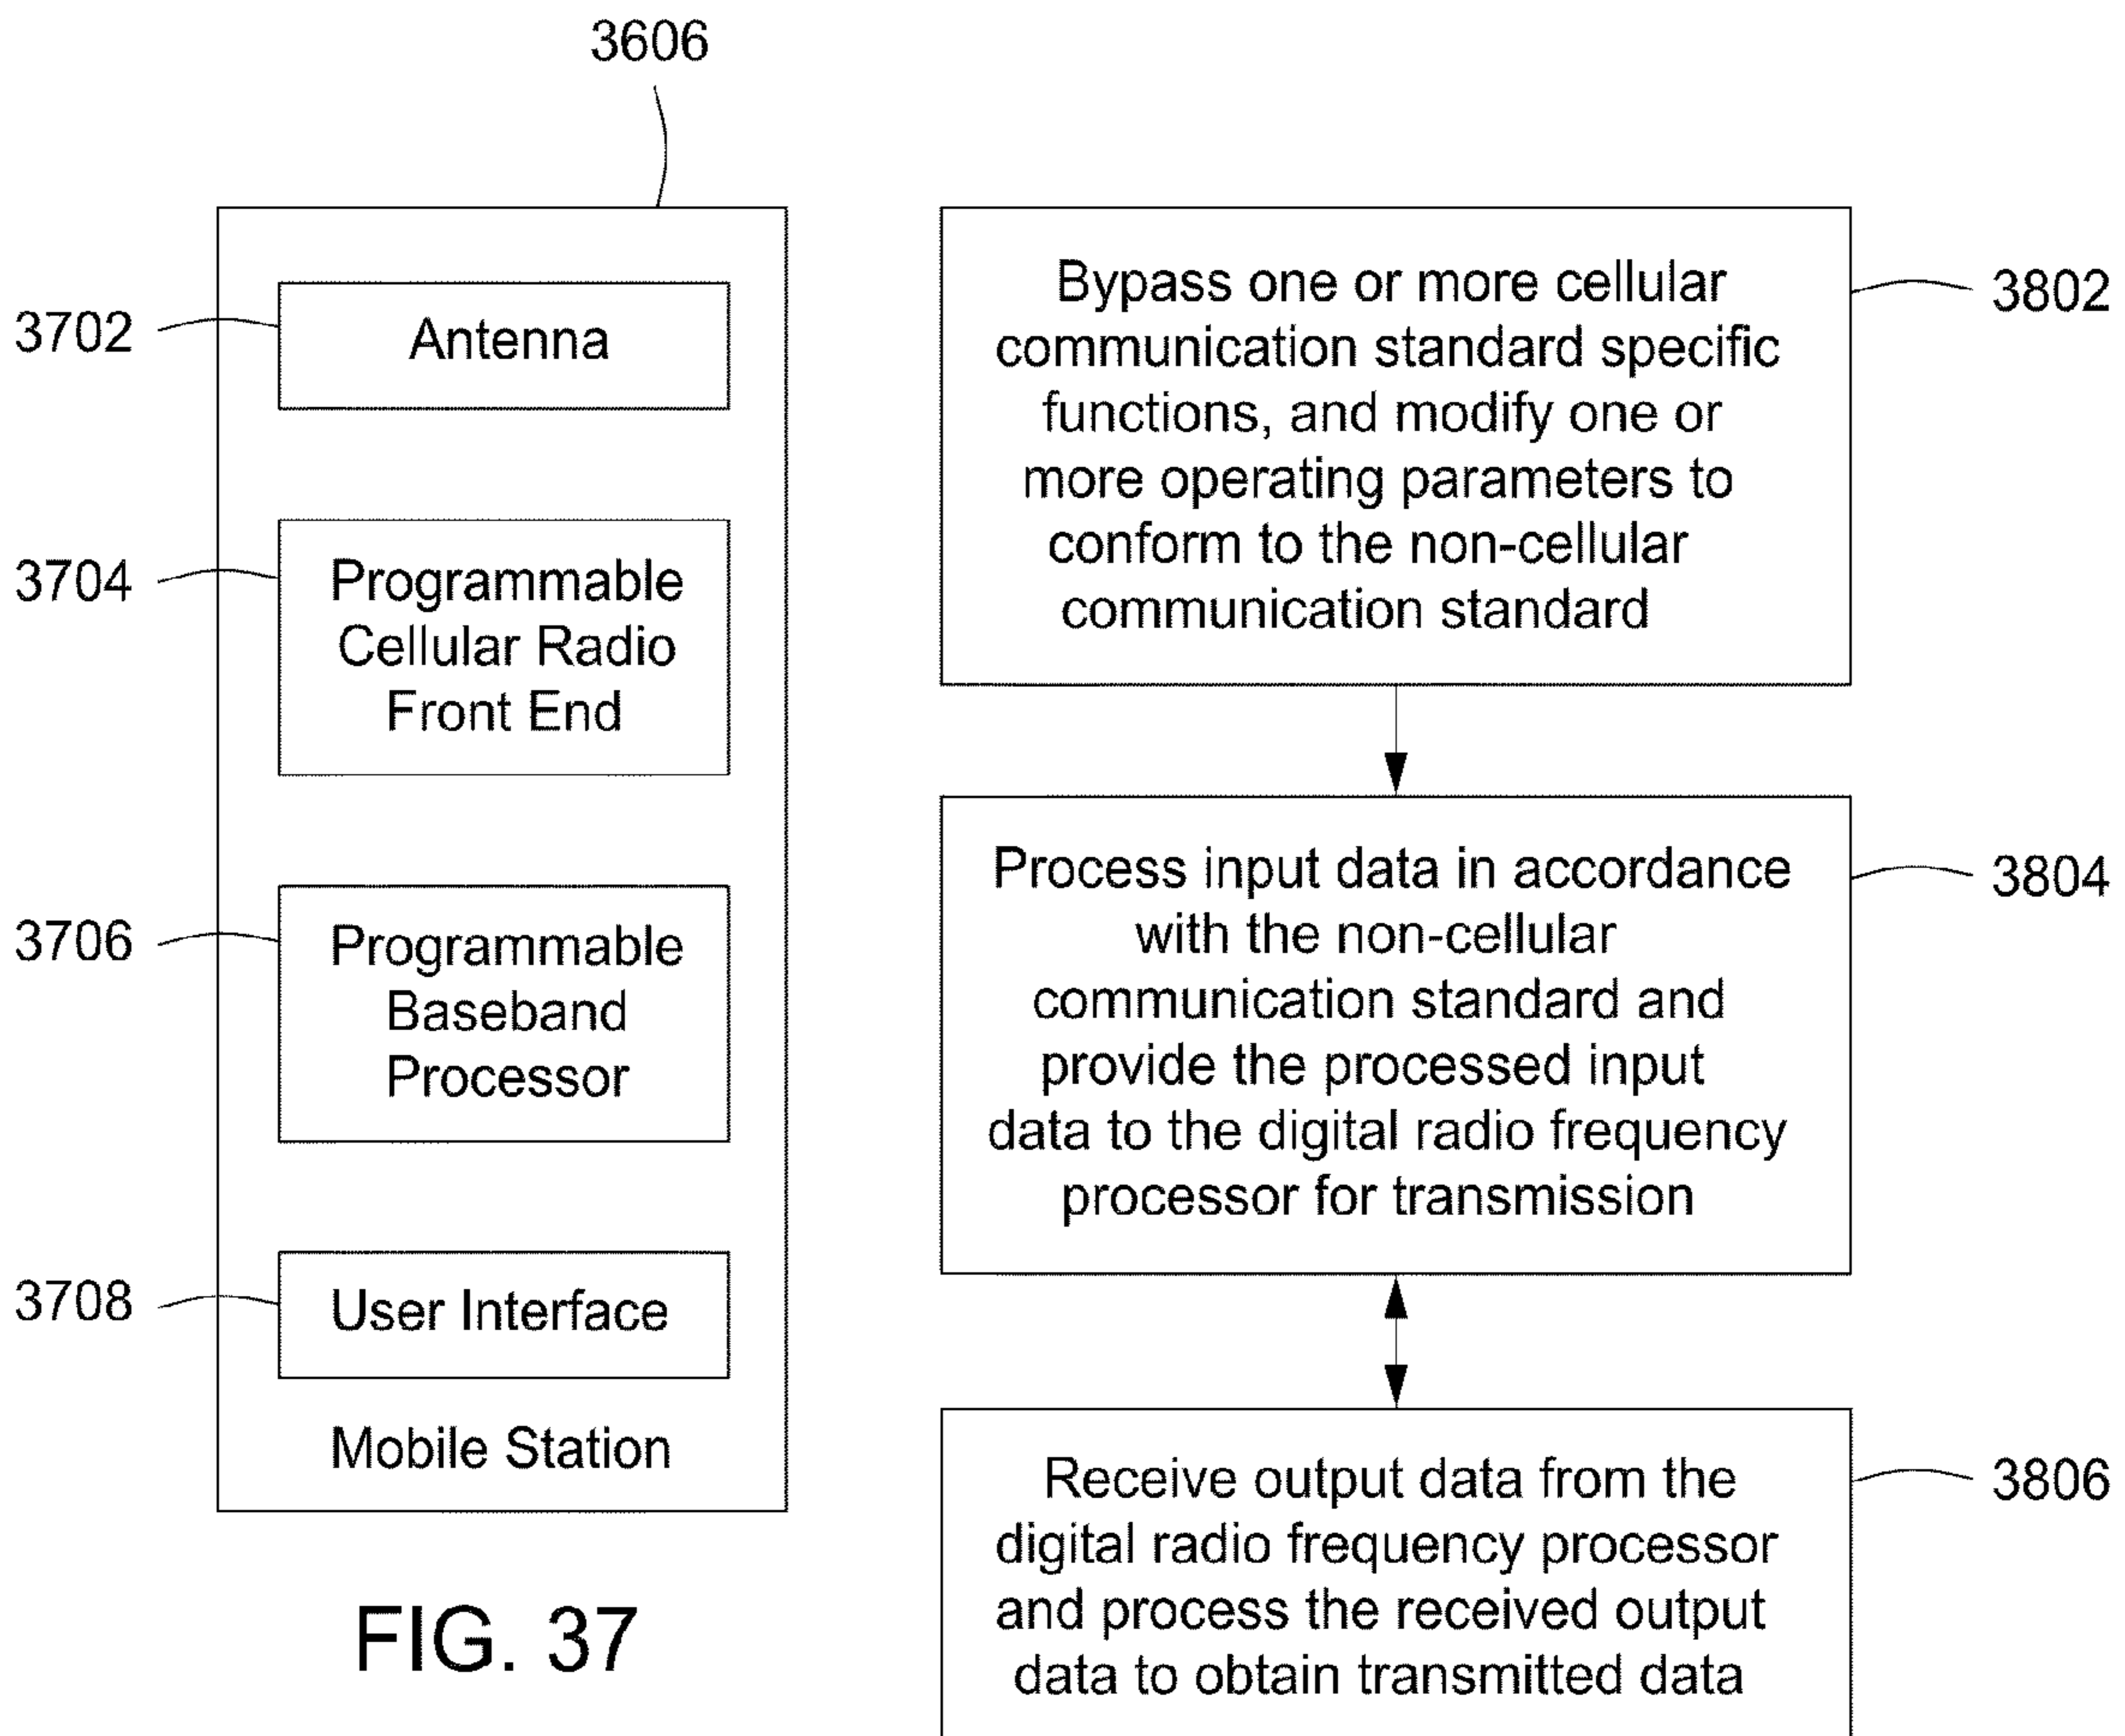 3606
3702
Antenna
3704
Programmable
Cellular Radio
Front End
3706
Programmable
Baseband
Processor
3708
User Interface
Mobile Station
FIG. 37
Bypass one or more cellular
communication standard specific
functions, and modify one or
more operating parameters to
conform to the non-cellular
communication standard
3802
Process input data in accordance
with the non-cellular
communication standard and
provide the processed input
data to the digital radio frequency
processor for transmission
3804
Receive output data from the
digital radio frequency processor
and process the received output
data to obtain transmitted data
3806